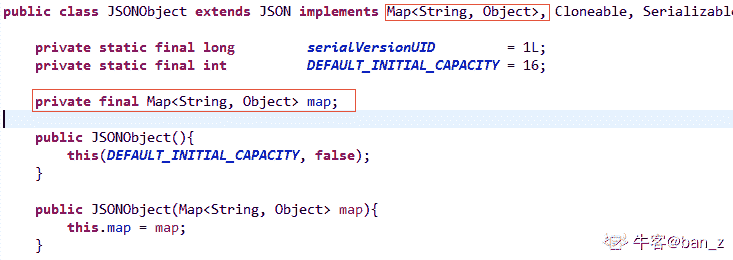 public class JSONObject extends JSON implements Map<String, Object>, Cloneable, Serializable
private static final long serialVersionUID = 1L;
private static final int DEFAULT_INITIAL_CAPACITY = 16;
private final Map<String, Object> map;
public JSONObject(){
this(DEFAULT_INITIAL_CAPACITY, false);
}
public JSONObject(Map<String, Object> map){
this.map = map;
}
牛客@ban_z